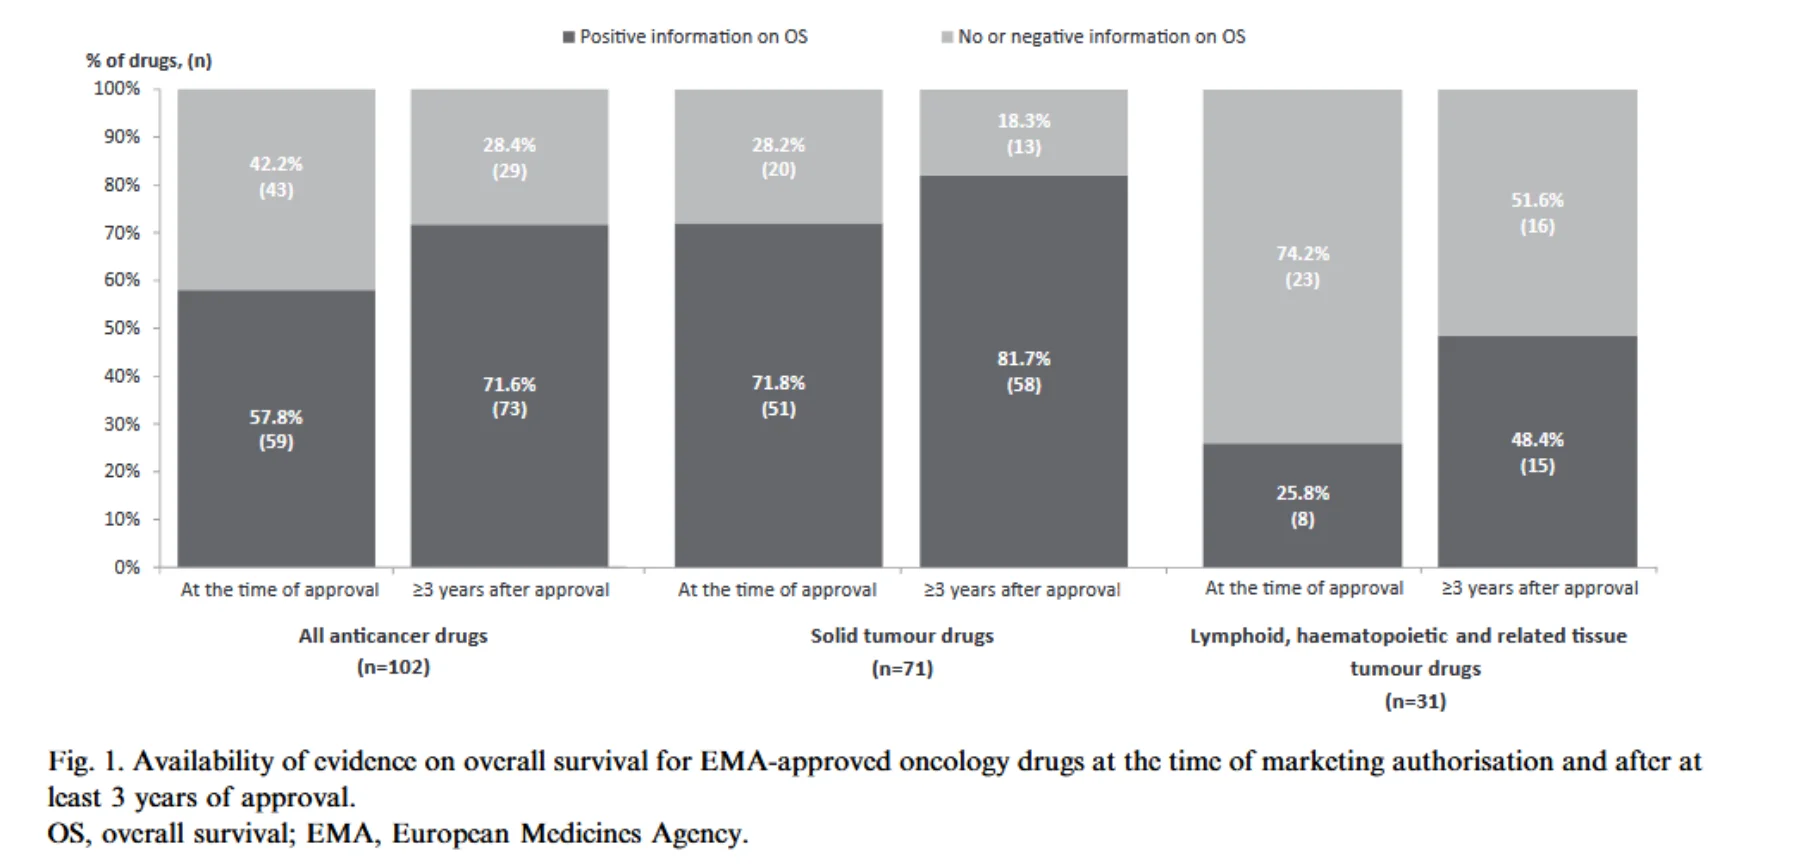 Positive information on OS
No or negative information on OS
% of drugs, (n)
100%
90%
80%
70%
60%
50%
40%
30%
20%
10%
0%
42.2%
(43)
57.8%
(59)
28.4%
(29)
71.6%
(73)
28.2%
(20)
71.8%
(51)
18.3%
(13)
81.7%
(58)
74.2%
(23)
25.8%
(8)
51.6%
(16)
48.4%
(15)
At the time of approval
≥3 years after approval
At the time of approval
≥3 years after approval
At the time of approval
≥3 years after approval
All anticancer drugs
(n=102)
Solid tumour drugs
(n=71)
Lymphoid, haematopoietic and related tissue
tumour drugs
(n=31)
Fig. 1. Availability of evidence on overall survival for EMA-approved oncology drugs at the time of marketing authorisation and after at
least 3 years of approval.
OS, overall survival; EMA, European Medicines Agency.